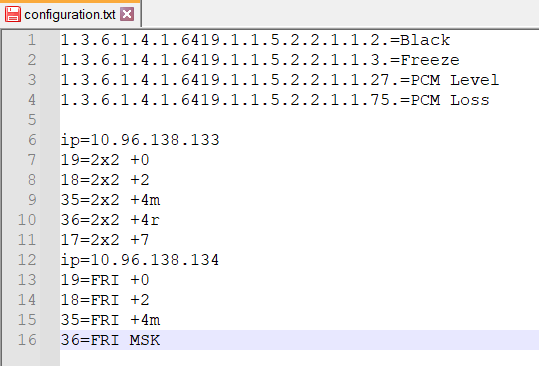 configuration.txt
1 1.3.6.1.4.1.6419.1.1.5.2.2.1.1.2.=Black
2 1.3.6.1.4.1.6419.1.1.5.2.2.1.1.3.=Freeze
3 1.3.6.1.4.1.6419.1.1.5.2.2.1.1.27.=PCM Level
4 1.3.6.1.4.1.6419.1.1.5.2.2.1.1.75.=PCM Loss
5
6 ip=10.96.138.133
7 19=2x2 +0
8 18=2x2 +2
9 35=2x2 +4m
10 36=2x2 +4r
11 17=2x2 +7
12 ip=10.96.138.134
13 19=FRI +0
14 18=FRI +2
15 35=FRI +4m
16 36=FRI MSK